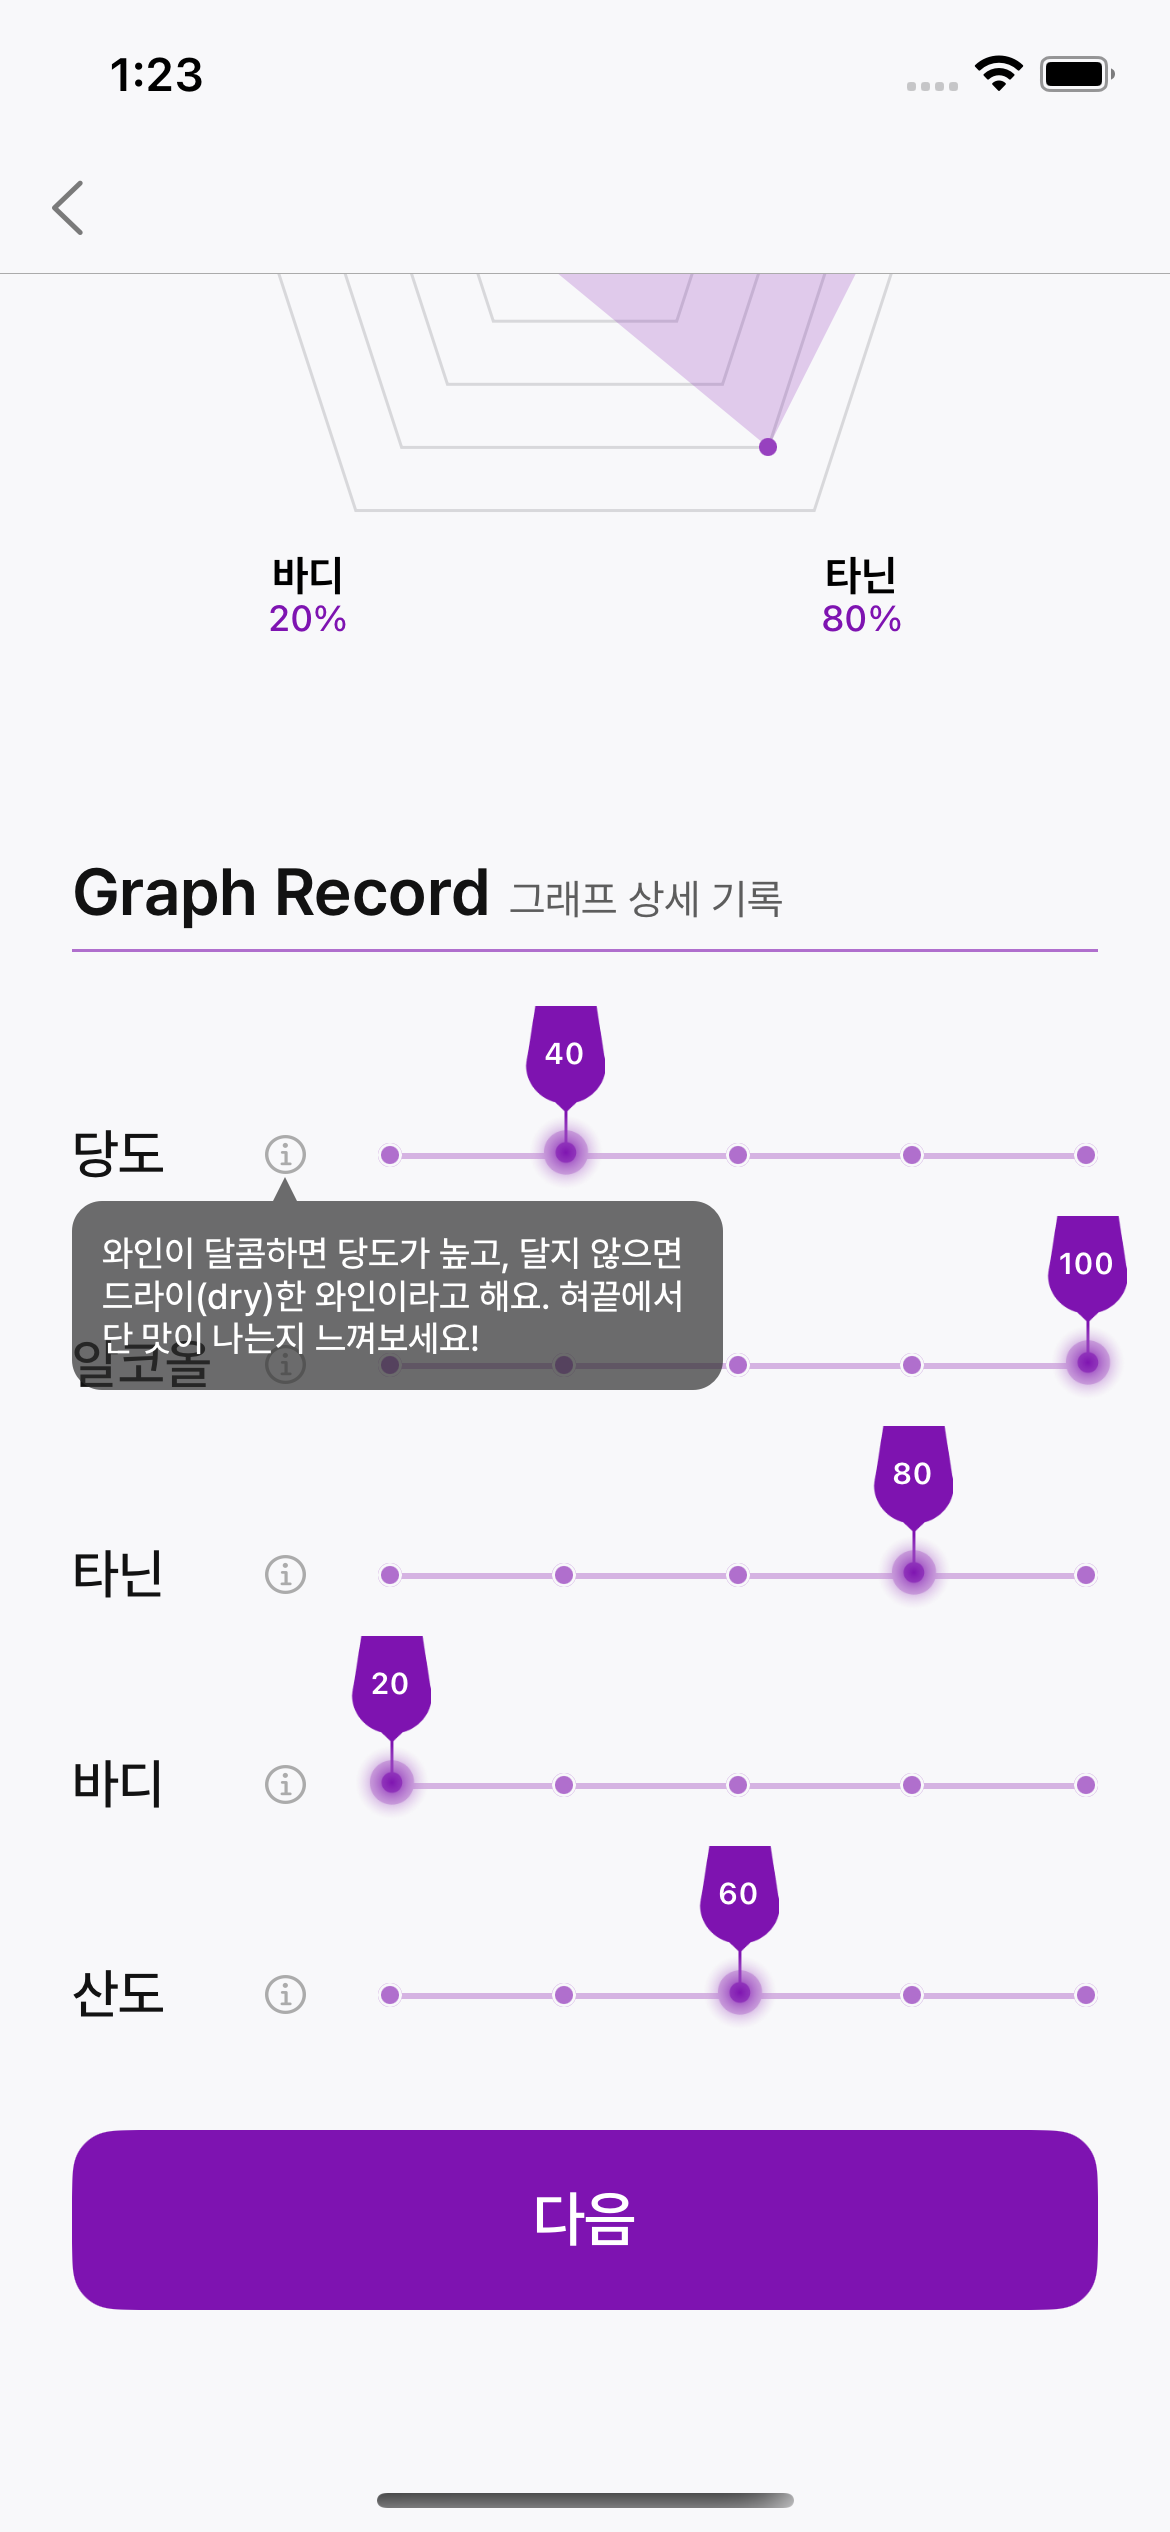 1:23
바디
20%
타닌
80%
Graph Record 그래프 상세 기록
40
당도
와인이 달콤하면 당도가 높고, 달지 않으면
드라이(dry)한 와인이라고 해요. 혀끝에서
단 맛이 나는지 느껴보세요!
100
알코올
80
타닌
20
바디
60
산도
다음